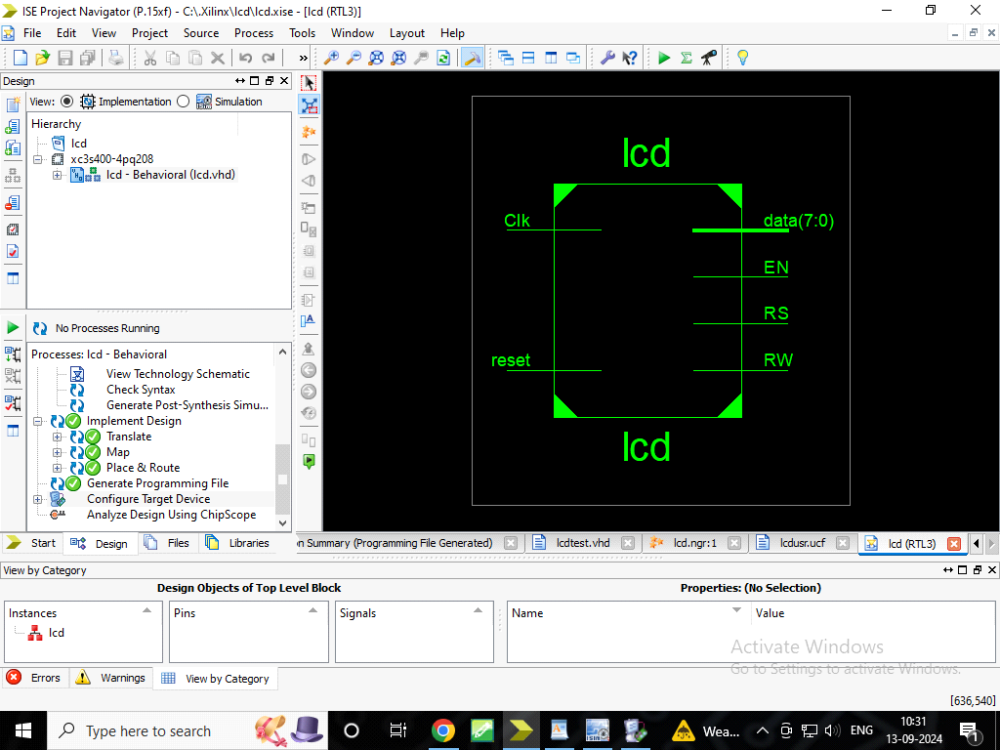 ISE Project Navigator (P.15xf) - C:\.Xilinx\lcd\lcd.xise - [lcd (RTL3)]
File Edit View Project Source Process Tools Window Layout Help
Design
View: Implementation Simulation
Hierarchy
lcd
xc3s400-4pq208
lcd - Behavioral (lcd.vhd)
No Processes Running
Processes: lcd - Behavioral
View Technology Schematic
Check Syntax
Generate Post-Synthesis Simu...
Implement Design
Translate
Map
Place & Route
Generate Programming File
Configure Target Device
Analyze Design Using ChipScope
Start Design Files Libraries
lcd
Clk
data(7:0)
EN
RS
reset
RW
lcd
n Summary (Programming File Generated) lcdtest.vhd lcd.ngr:1 lcdusr.ucf lcd (RTL3)
View by Category
Design Objects of Top Level Block
Properties: (No Selection)
Instances
lcd
Pins
Signals
Name Value
Activate Windows
Go to Settings to activate Windows.
Errors Warnings View by Category
[636,540]
Type here to search
Wea...
ENG
10:31
13-09-2024
1